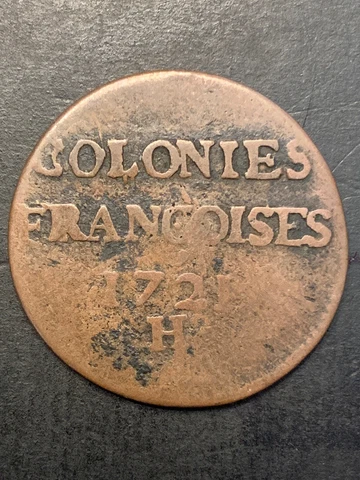 COLONIES
FRANÇOISES
1721
H